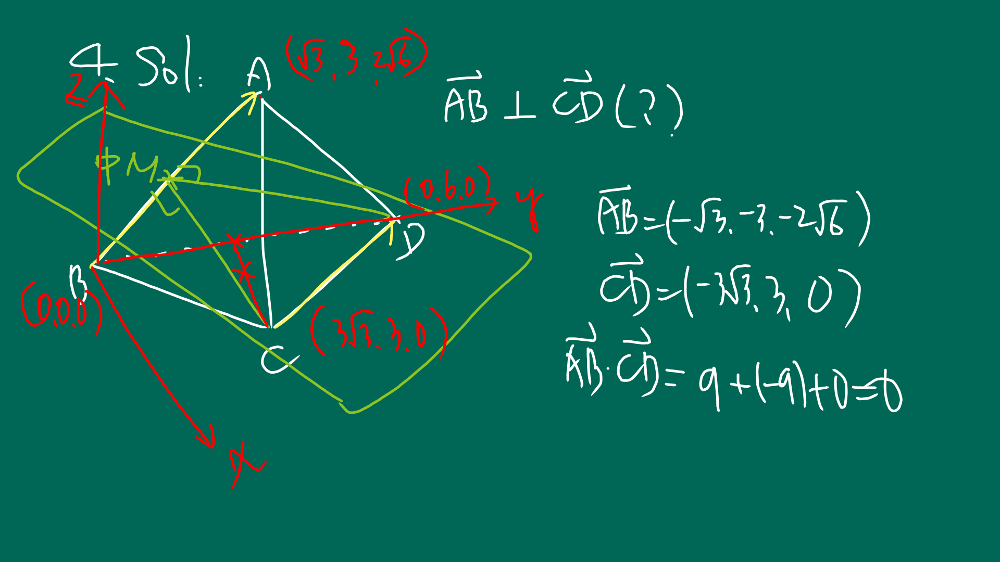 4. Sol:
A (√3, 3, 2√6)
Z
AB ⊥ CD (?)
中 M
(0, 6, 0) y
AB = (-√3, -3, -2√6)
D
B
(0, 0, 0)
CD = (-3√3, 3, 0)
(3√3, 3, 0)
C
AB · CD = 9 + (-9) + 0 = 0
x